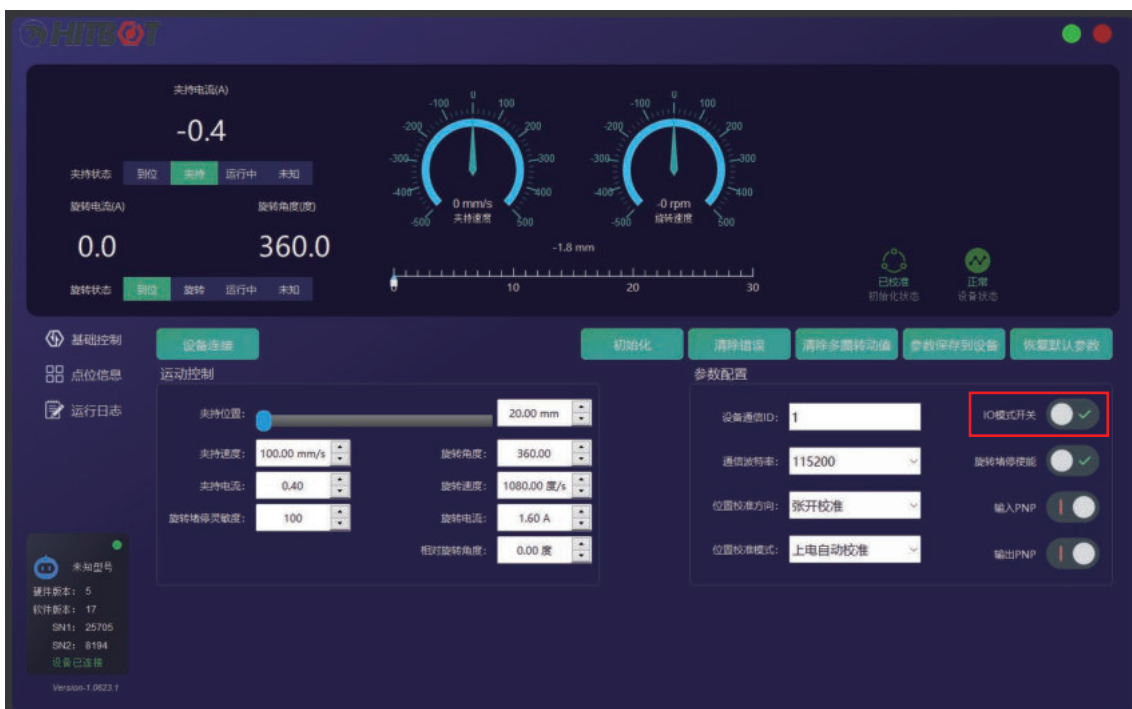 HITBOT
夹持电流(A)
-0.4
夹持状态 到位 夹持 运行中 未知
旋转电流(A) 旋转角度(度)
0.0 360.0
旋转状态 到位 旋转 运行中 未知
-500 -400 -300 -200 -100 0 100 200 300 400 500
0 mm/s
夹持速度
-500 -400 -300 -200 -100 0 100 200 300 400 500
-0 rpm
旋转速度
-1.8 mm
0 10 20 30
已校准
初始化状态
正常
设备状态
基础控制
点位信息
运行日志
设备连接 初始化 清除错误 清除多圈转动值 参数保存到设备 恢复默认参数
运动控制
夹持位置: 20.00 mm
夹持速度: 100.00 mm/s 旋转角度: 360.00
夹持电流: 0.40 旋转速度: 1080.00 度/s
旋转堵停灵敏度: 100 旋转电流: 1.60 A
相对旋转角度: 0.00 度
参数配置
设备通信ID: 1 IO模式开关
通信波特率: 115200 旋转堵停使能
位置校准方向: 张开校准 输入PNP
位置校准模式: 上电自动校准 输出PNP
未知型号
硬件版本: 5
软件版本: 17
SN1: 25705
SN2: 8194
设备已连接
Version-1.0623.1